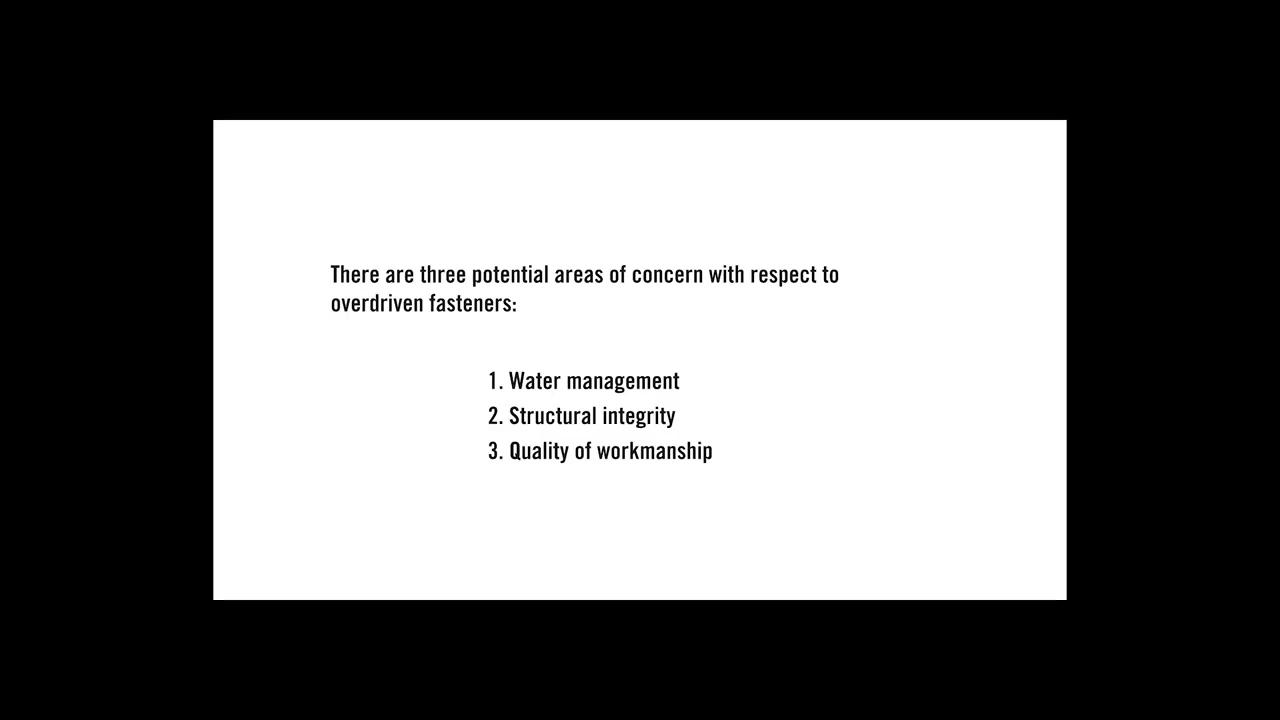 There are three potential areas of concern with respect to
overdriven fasteners:
1. Water management
2. Structural integrity
3. Quality of workmanship